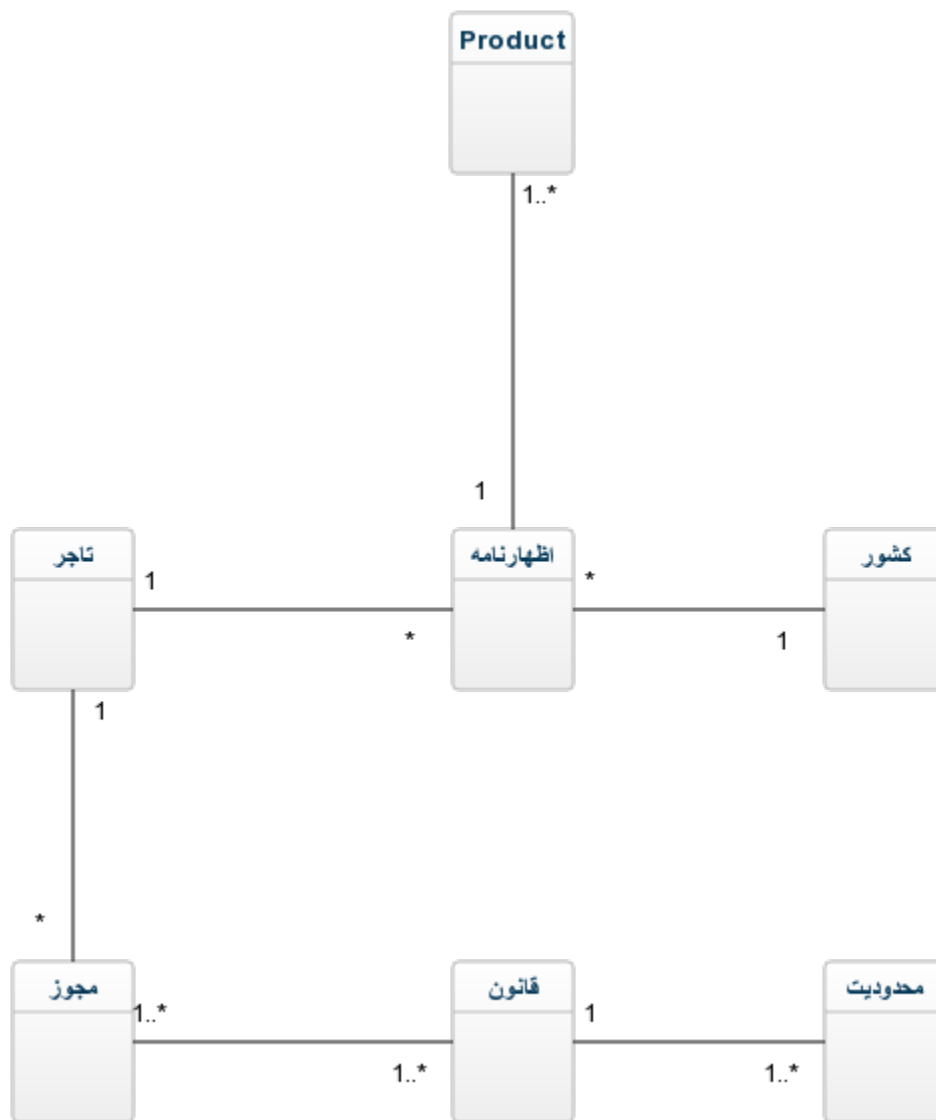 Product
1..*
1
تاجر
اظهارنامه
کشور
1
*
*
1
1
*
مجوز
قانون
محدودیت
1..*
1..*
1
1..*